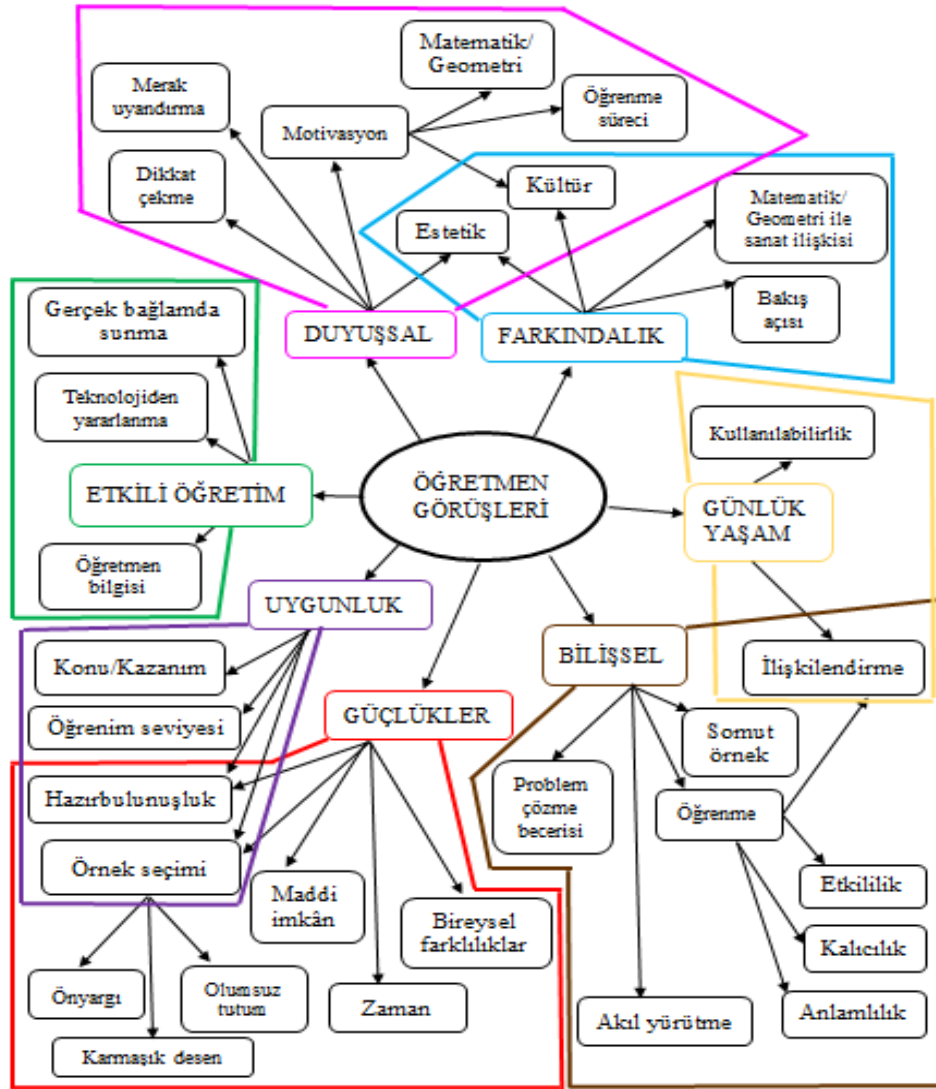 Matematik/
Geometri
Merak
uyandırma
Öğrenme
süreci
Motivasyon
Dikkat
çekme
Kültür
Matematik/
Geometri ile
sanat ilişkisi
Estetik
Bakış
açısı
Gerçek bağlamda
sunma
DUYUŞSAL
FARKINDALIK
Teknolojiden
yararlanma
Kullanılabilirlik
ETKİLİ ÖĞRETİM
ÖĞRETMEN
GÖRÜŞLERİ
GÜNLÜK
YAŞAM
Öğretmen
bilgisi
UYGUNLUK
BİLİŞSEL
Konu/Kazanım
İlişkilendirme
GÜÇLÜKLER
Öğrenim seviyesi
Somut
örnek
Hazırbulunuşluk
Problem
çözme
becerisi
Öğrenme
Örnek seçimi
Maddi
imkân
Bireysel
farklılıklar
Etkililik
Kalıcılık
Önyargı
Olumsuz
tutum
Zaman
Akıl yürütme
Anlamlılık
Karmaşık desen